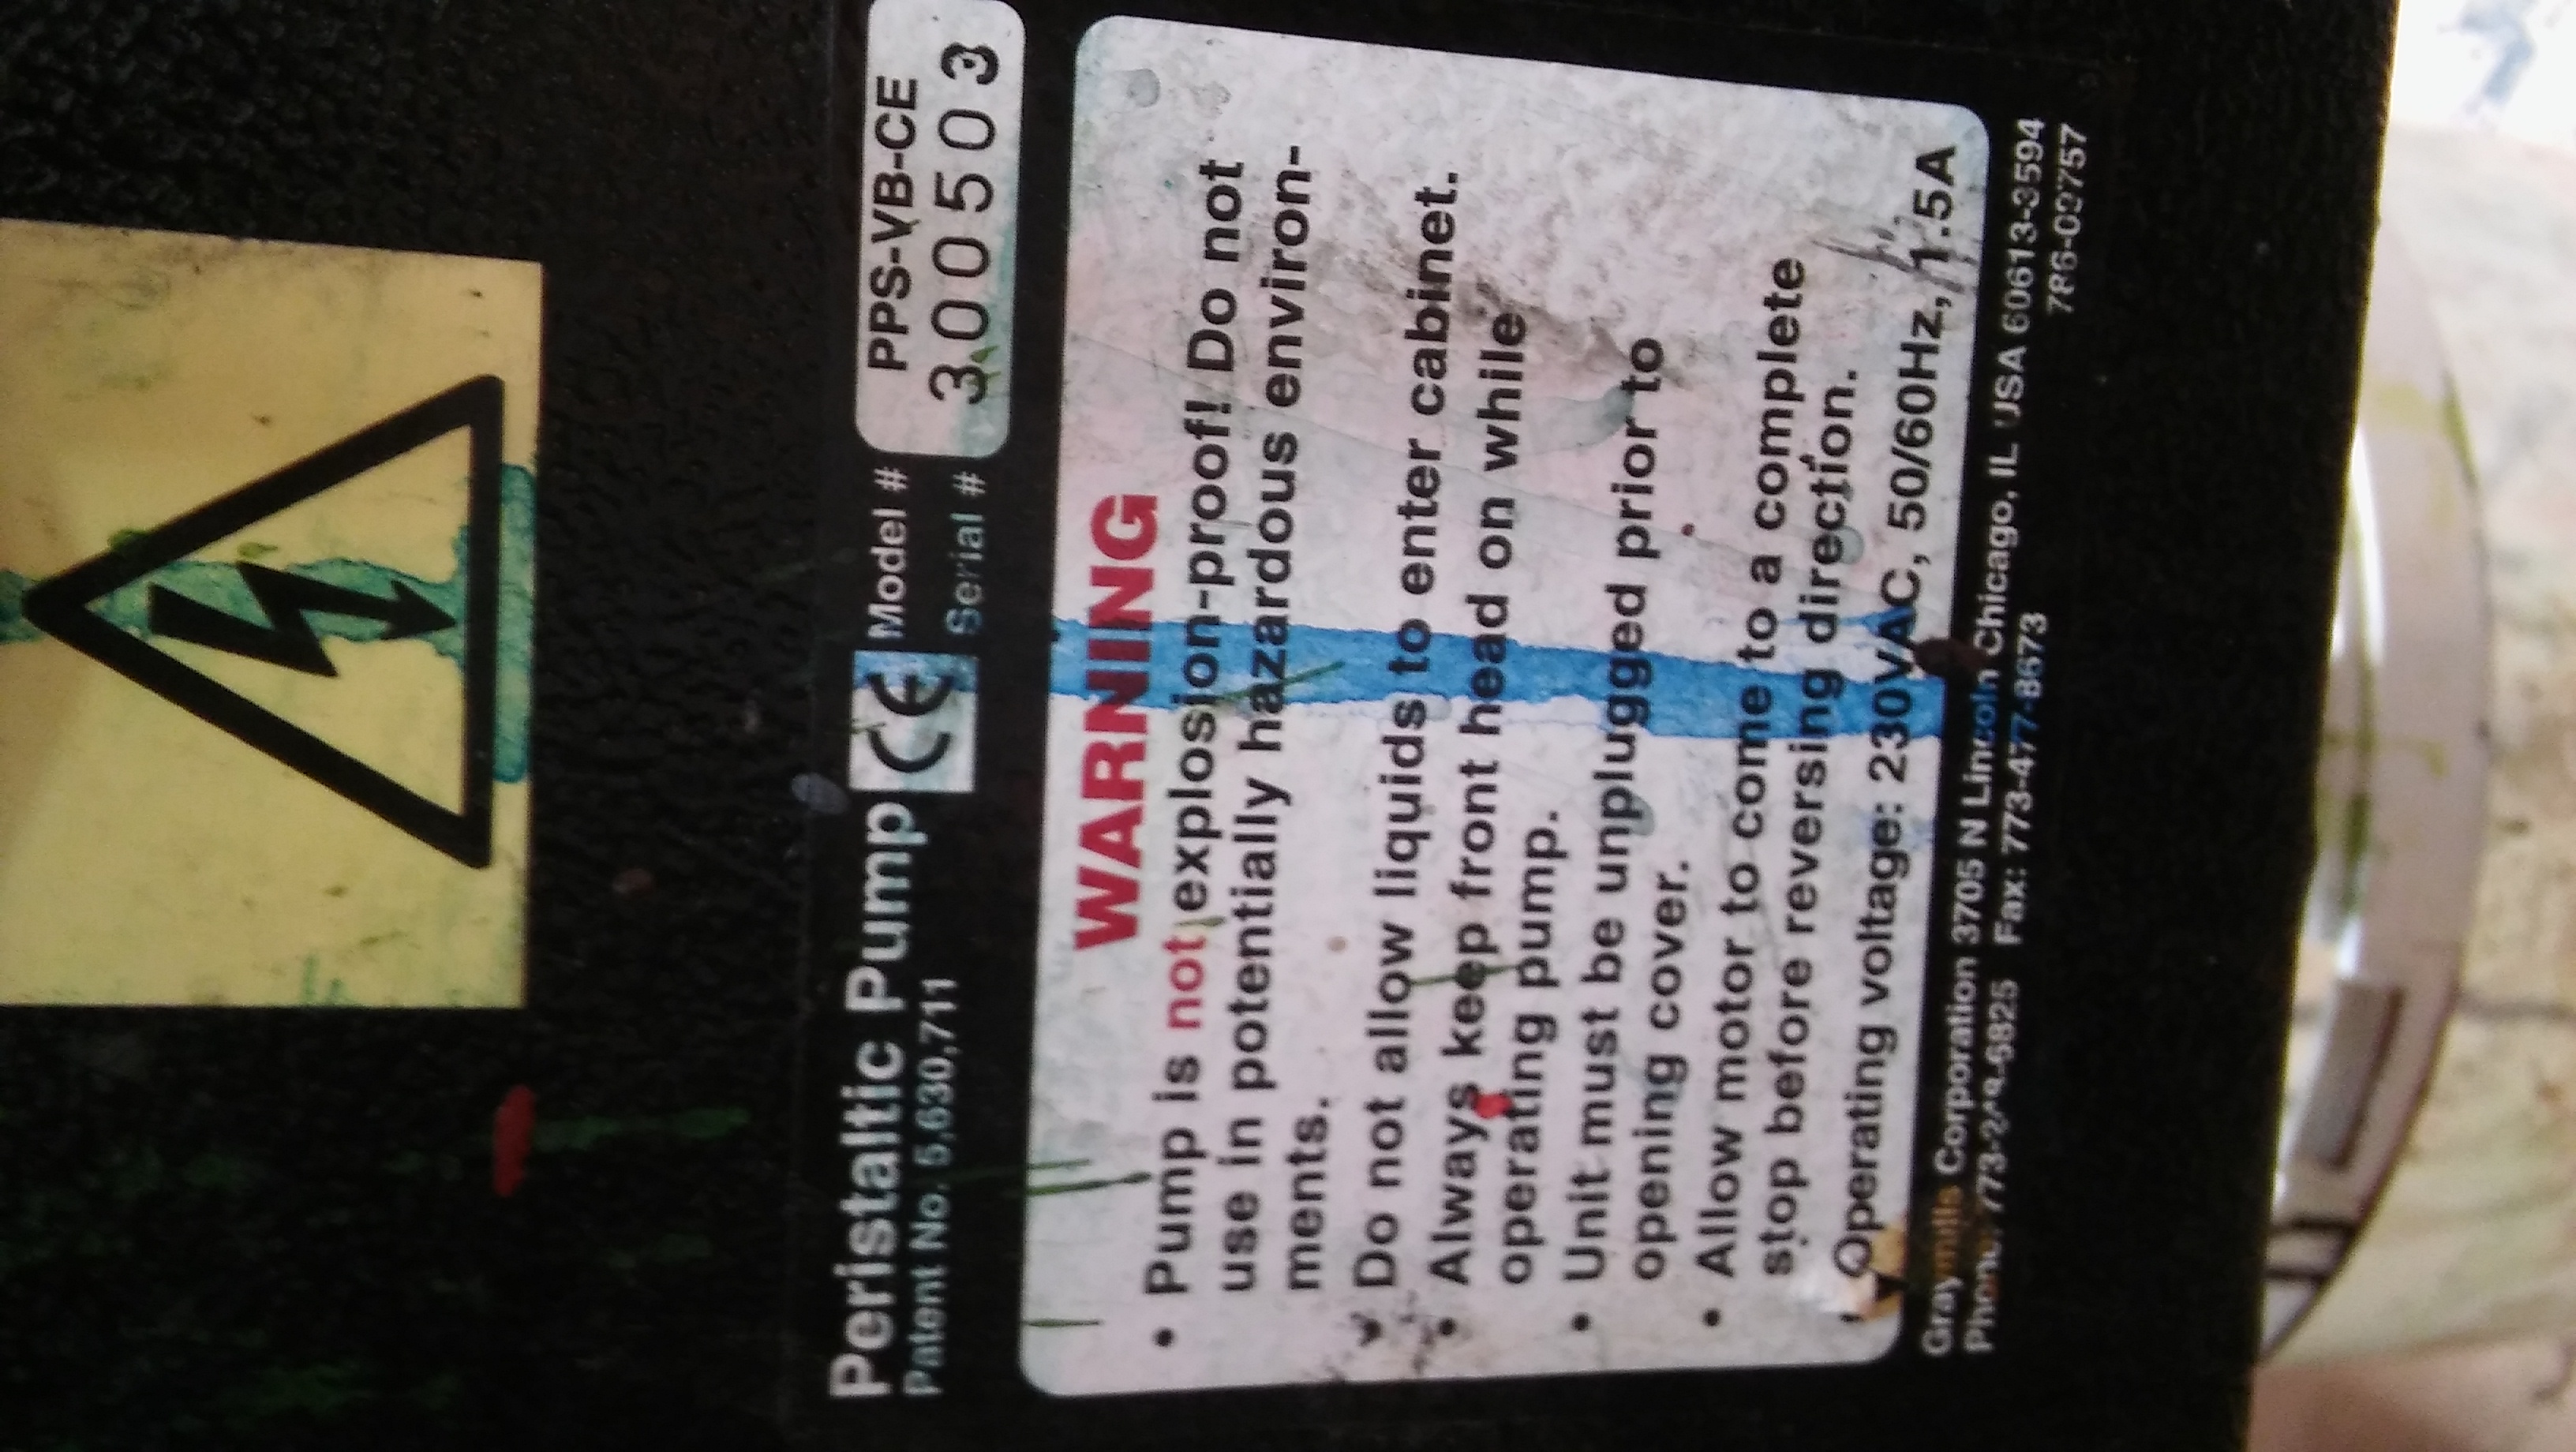 Peristaltic Pump CE Model # PPS-VB-CE
Patent No. 5,630,711 Serial # 3005503
WARNING
• Pump is not explosion-proof! Do not
use in potentially hazardous environ-
ments.
Do not allow liquids to enter cabinet.
• Always keep front head on while
operating pump.
• Unit must be unplugged prior to
opening cover.
• Allow motor to come to a complete
stop before reversing direction.
Operating voltage: 230VAC, 50/60Hz, 1.5A
Graymills Corporation 3705 N Lincoln Chicago, IL USA 60613-3594
Phone: Fax: 773-477-8673